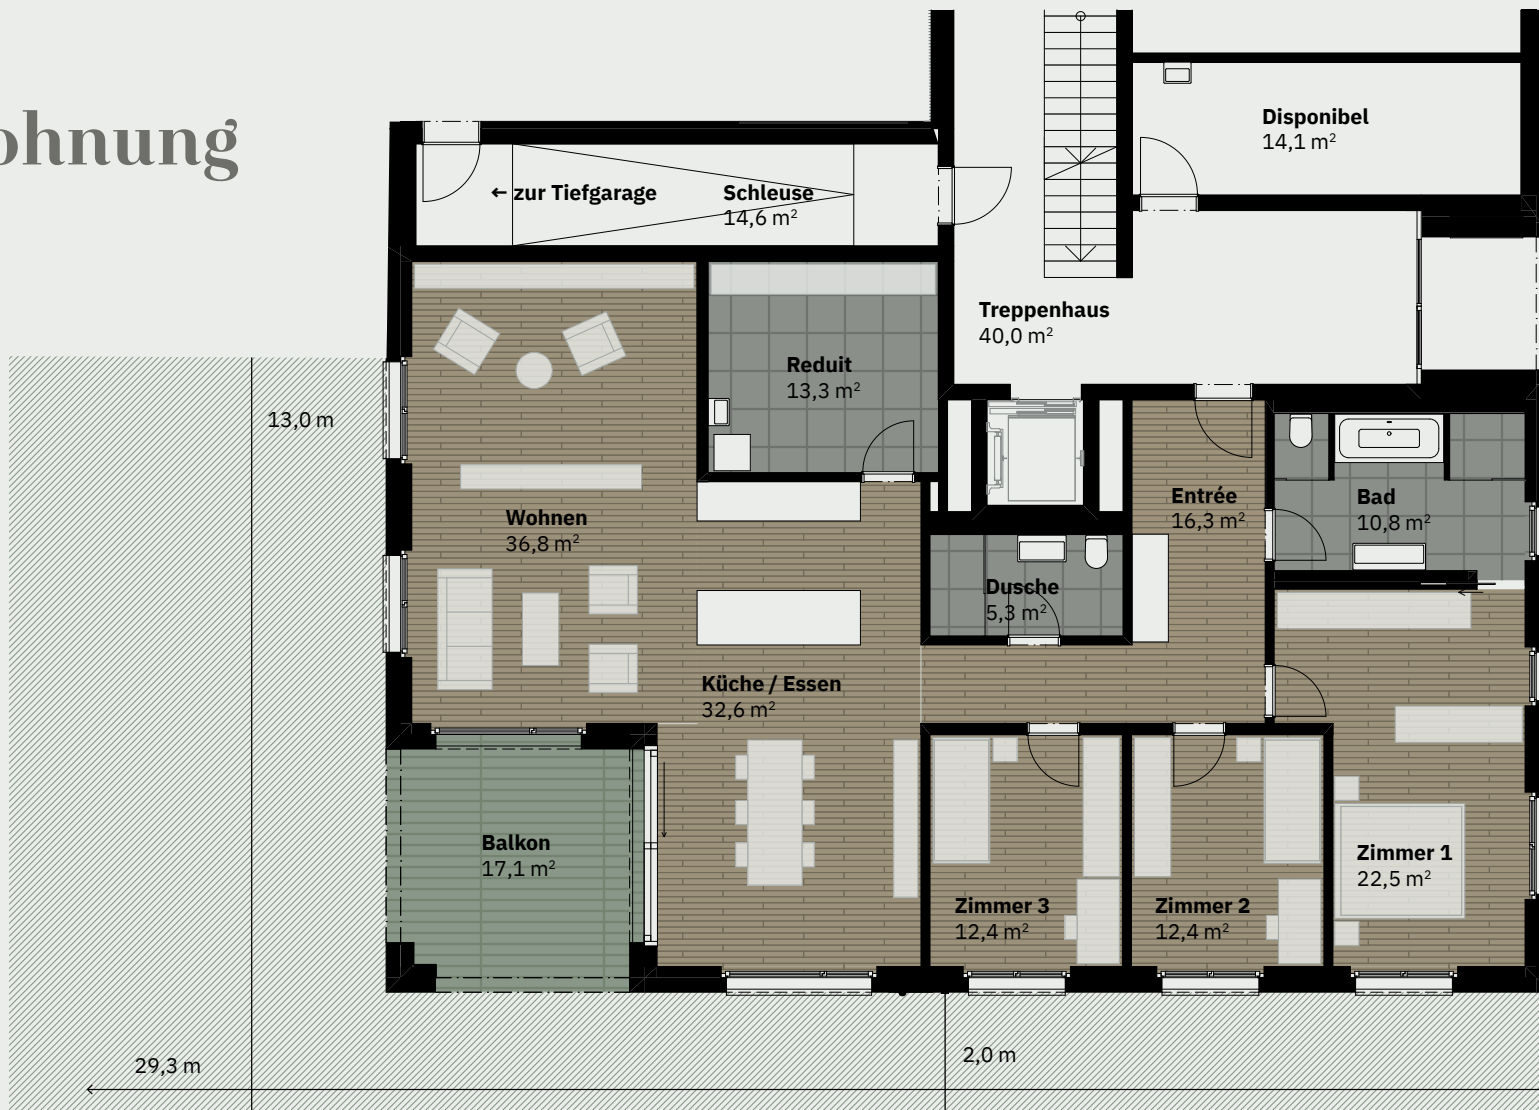 ohnung
Disponibel
14,1 m²
← zur Tiefgarage
Schleuse
14,6 m²
Treppenhaus
40,0 m²
Reduit
13,3 m²
13,0 m
Entrée
16,3 m²
Bad
10,8 m²
Wohnen
36,8 m²
Dusche
5,3 m²
Küche / Essen
32,6 m²
Balkon
17,1 m²
Zimmer 1
22,5 m²
Zimmer 3
12,4 m²
Zimmer 2
12,4 m²
2,0 m
29,3 m